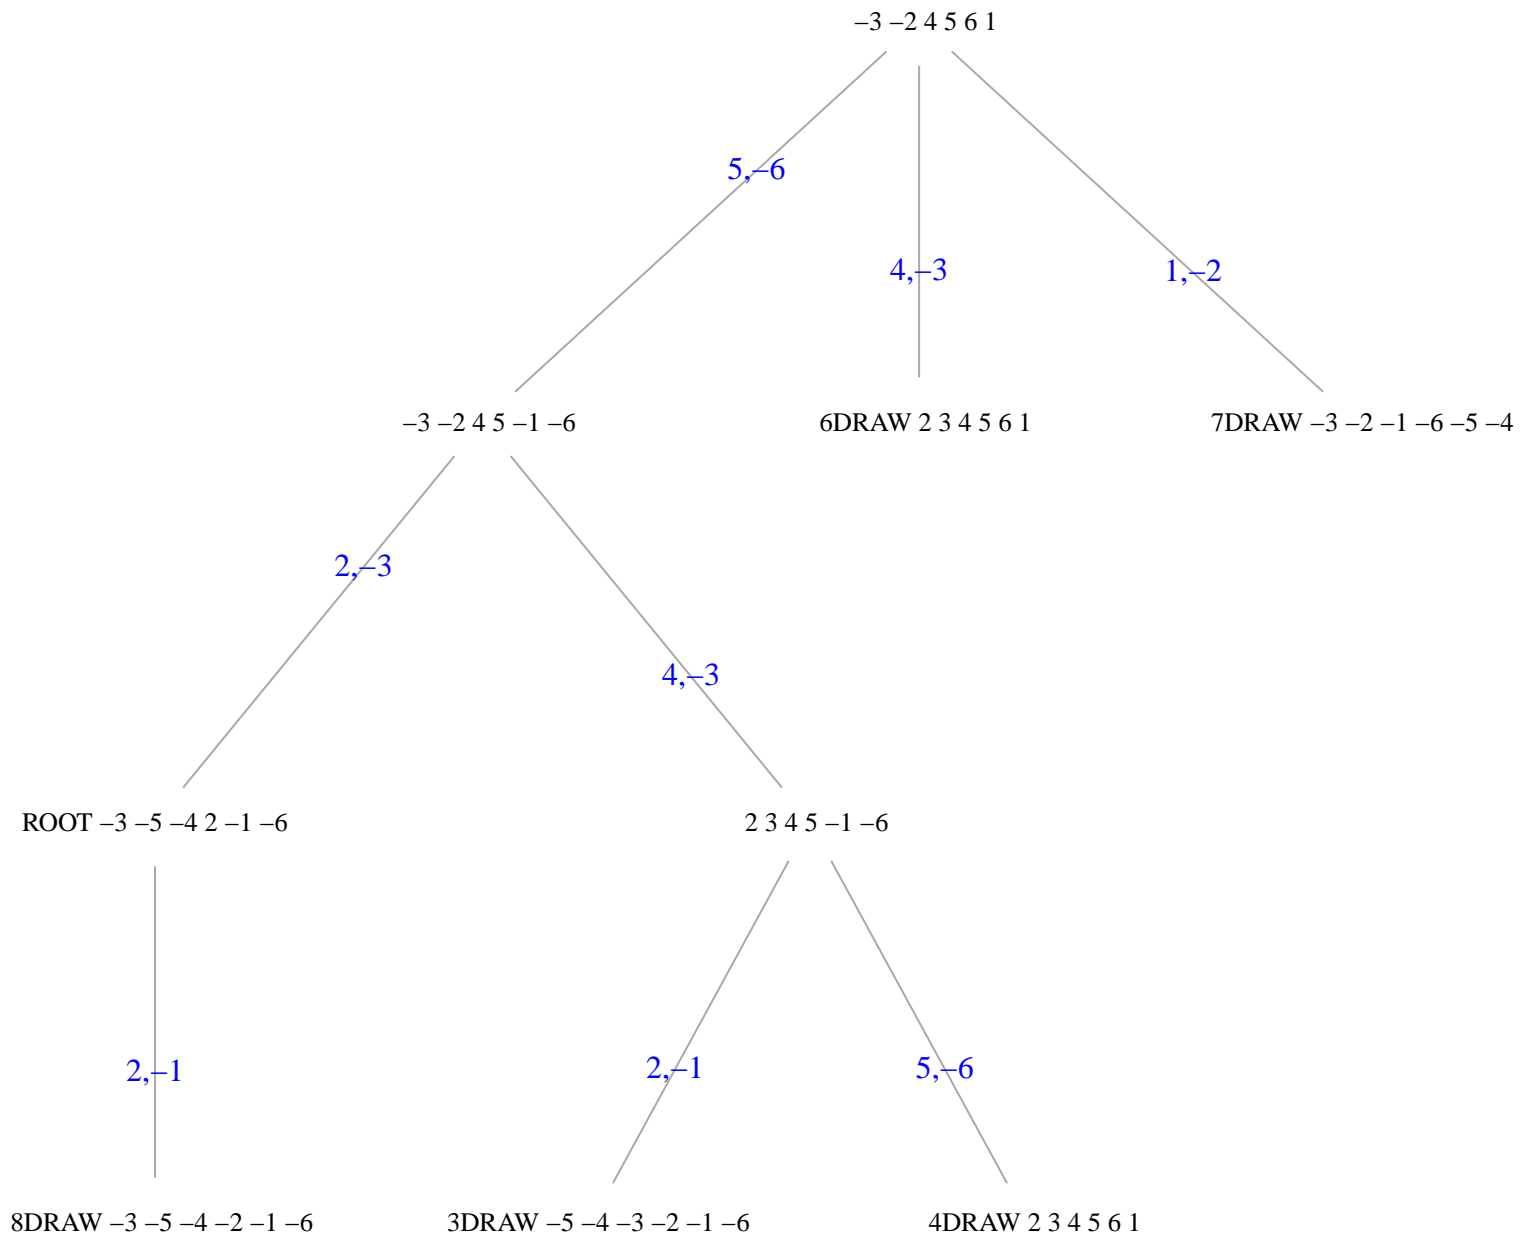 –3 –2 4 5 6 1
5,–6
4,–3
1,–2
–3 –2 4 5 –1 –6
6DRAW 2 3 4 5 6 1
7DRAW –3 –2 –1 –6 –5 –4
2,–3
4,–3
ROOT –3 –5 –4 2 –1 –6
2 3 4 5 –1 –6
2,–1
2,–1
5,–6
8DRAW –3 –5 –4 –2 –1 –6
3DRAW –5 –4 –3 –2 –1 –6
4DRAW 2 3 4 5 6 1